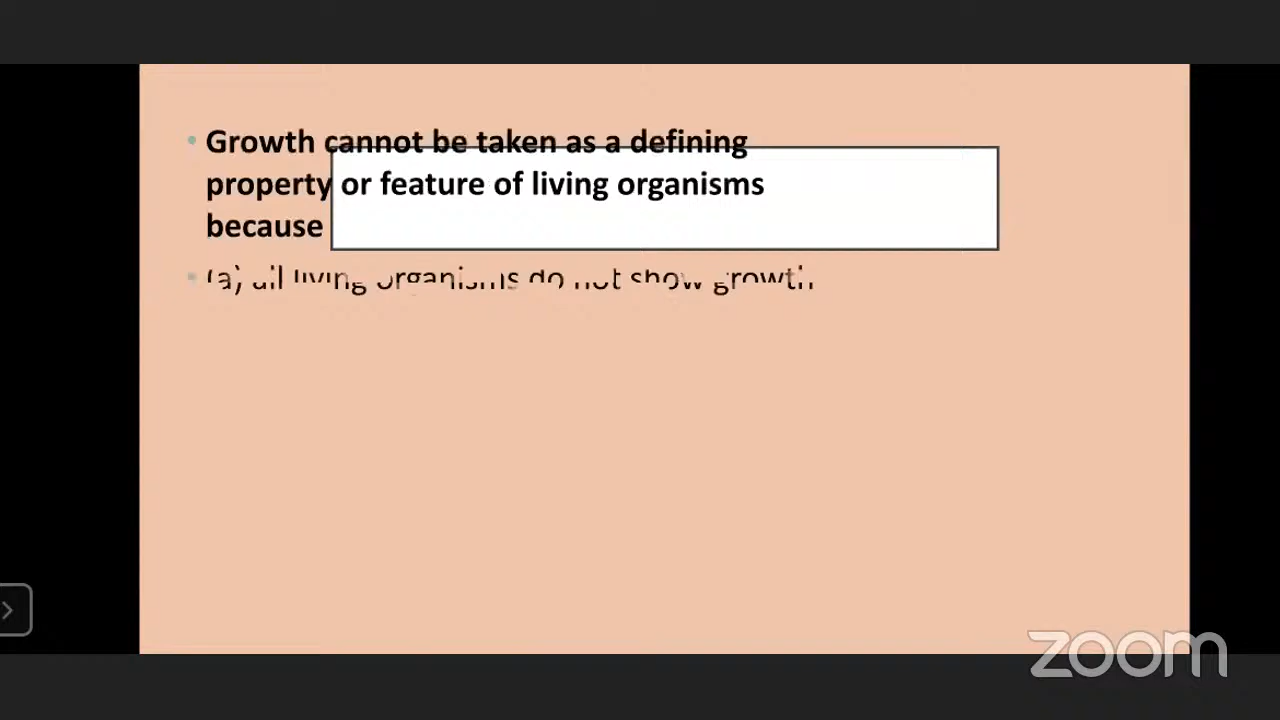 • Growth cannot be taken as a defining
property or feature of living organisms
because
• (a) all living organisms do not show growth
zoom